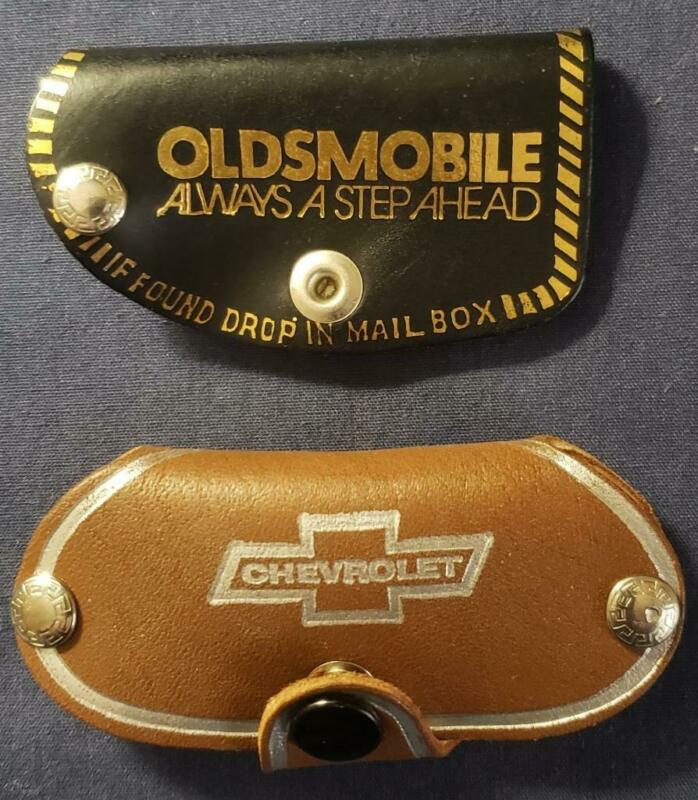 OLDSMOBILE
ALWAYS A STEP AHEAD
IF FOUND DROP IN MAIL BOX
CHEVROLET